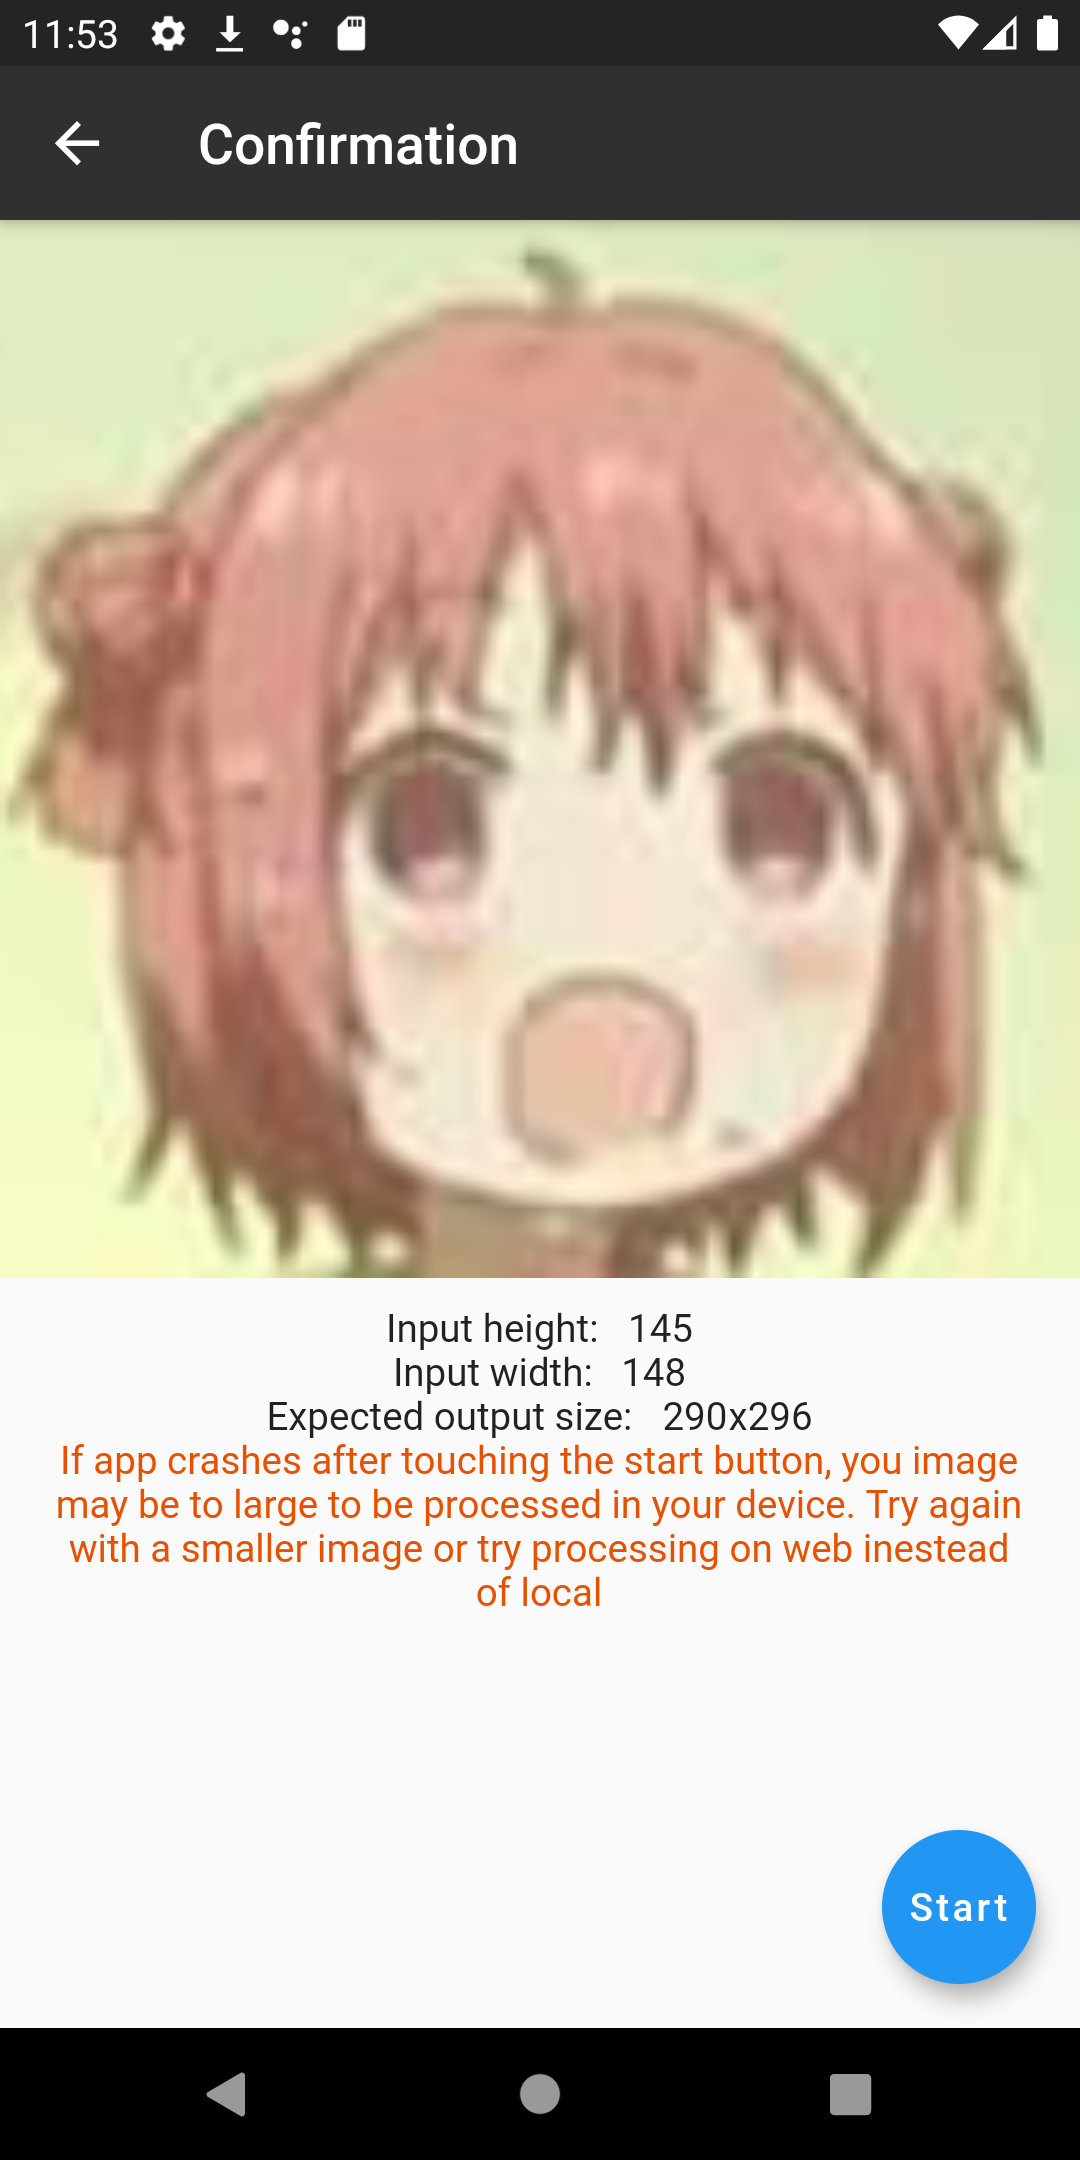 11:53
Confirmation
Input height: 145
Input width: 148
Expected output size: 290x296
If app crashes after touching the start button, you image
may be to large to be processed in your device. Try again
with a smaller image or try processing on web inestead
of local
Start